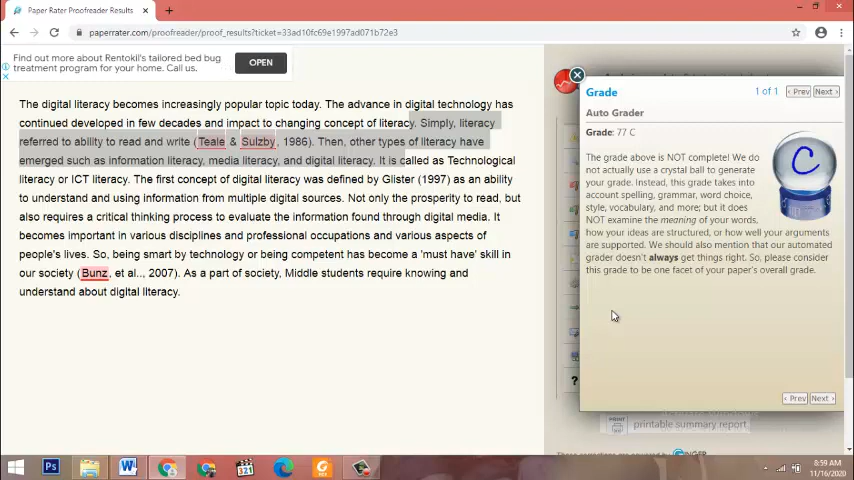 Paper Rater Proofreader Results
paperrater.com/proofreader/proof_results?ticket=33ad10fc69e1997ad071b72e3
Find out more about Rentokil's tailored bed bug
treatment program for your home. Call us.
OPEN
The digital literacy becomes increasingly popular topic today. The advance in digital technology has
continued developed in few decades and impact to changing concept of literacy. Simply, literacy
referred to ability to read and write (Teale & Sulzby, 1986). Then, other types of literacy have
emerged such as information literacy, media literacy, and digital literacy. It is called as Technological
literacy or ICT literacy. The first concept of digital literacy was defined by Glister (1997) as an ability
to understand and using information from multiple digital sources. Not only the prosperity to read, but
also requires a critical thinking process to evaluate the information found through digital media. It
becomes important in various disciplines and professional occupations and various aspects of
people's lives. So, being smart by technology or being competent has become a 'must have' skill in
our society (Bunz, et al.., 2007). As a part of society, Middle students require knowing and
understand about digital literacy.
Grade
1 of 1
‹ Prev
Next ›
Auto Grader
Grade: 77 C
C
The grade above is NOT complete! We do
not actually use a crystal ball to generate
your grade. Instead, this grade takes into
account spelling, grammar, word choice,
style, vocabulary, and more; but it does
NOT examine the meaning of your words,
how your ideas are structured, or how well your arguments
are supported. We should also mention that our automated
grader doesn't always get things right. So, please consider
this grade to be one facet of your paper's overall grade.
‹ Prev
Next ›
PRINT
printable summary report
GINGER
Ps
W
321
8:59 AM
11/16/2020